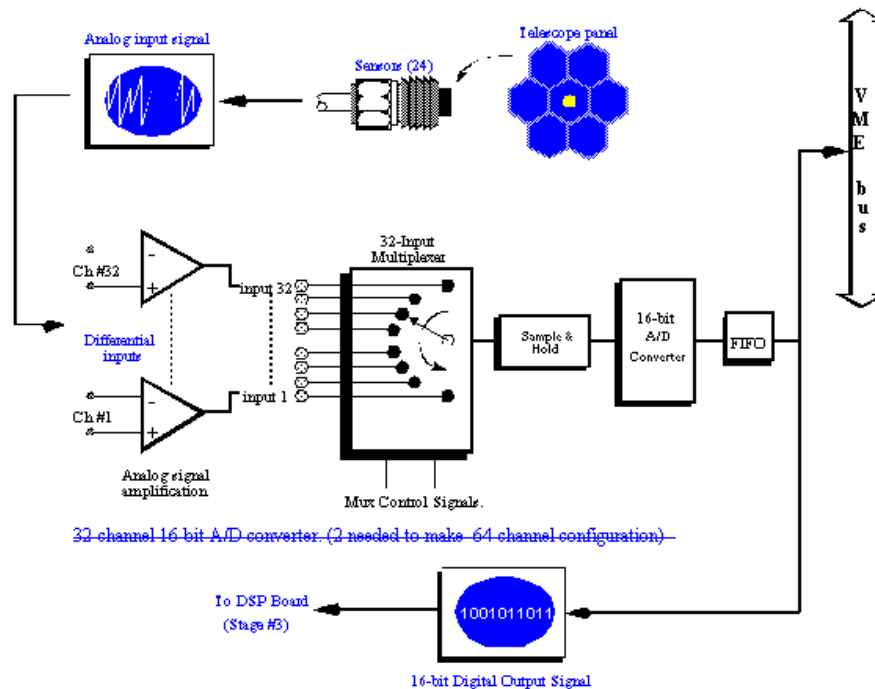 Analog input signal
Sensors (24)
Telescope panel
VME bus
32-Input
Multiplexer
Ch #32
-
+
input 32
Differential
inputs
Ch #1
-
+
input 1
Analog signal
amplification
Sample &
Hold
16-bit
A/D
Converter
FIFO
Mux Control Signals.
32 channel 16 bit A/D converter. (2 needed to make 64 channel configuration)
To DSP Board
(Stage #3)
1001011011
16-bit Digital Output Signal